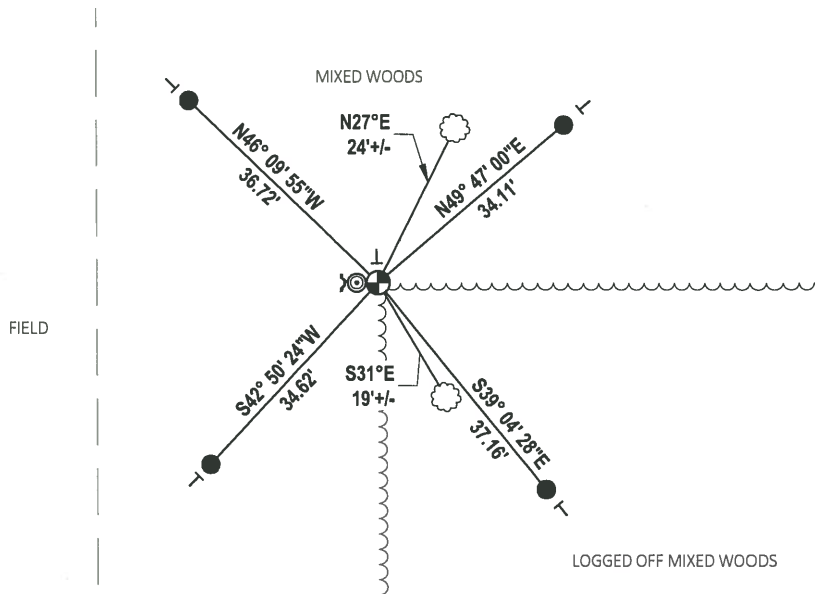 MIXED WOODS
N27°E
24'+/-
N46° 09' 55"W
36.72'
N49° 47' 00"E
34.11'
FIELD
S42° 50' 24"W
34.62'
S31°E
19'+/-
S39° 04' 28"E
37.16'
LOGGED OFF MIXED WOODS